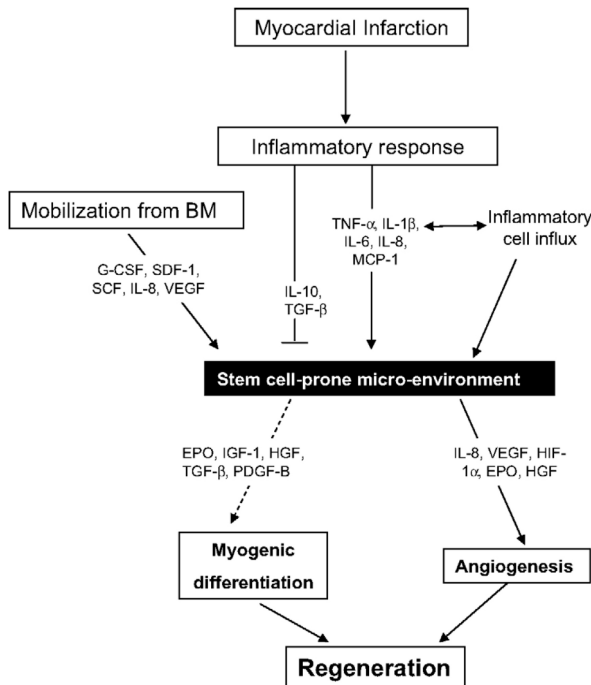 Myocardial Infarction
Inflammatory response
Mobilization from BM
TNF-α, IL-1β,
IL-6, IL-8,
MCP-1
Inflammatory
cell influx
G-CSF, SDF-1,
SCF, IL-8, VEGF
IL-10,
TGF-β
Stem cell-prone micro-environment
EPO, IGF-1, HGF,
TGF-β, PDGF-B
IL-8, VEGF, HIF-
1α, EPO, HGF
Myogenic
differentiation
Angiogenesis
Regeneration